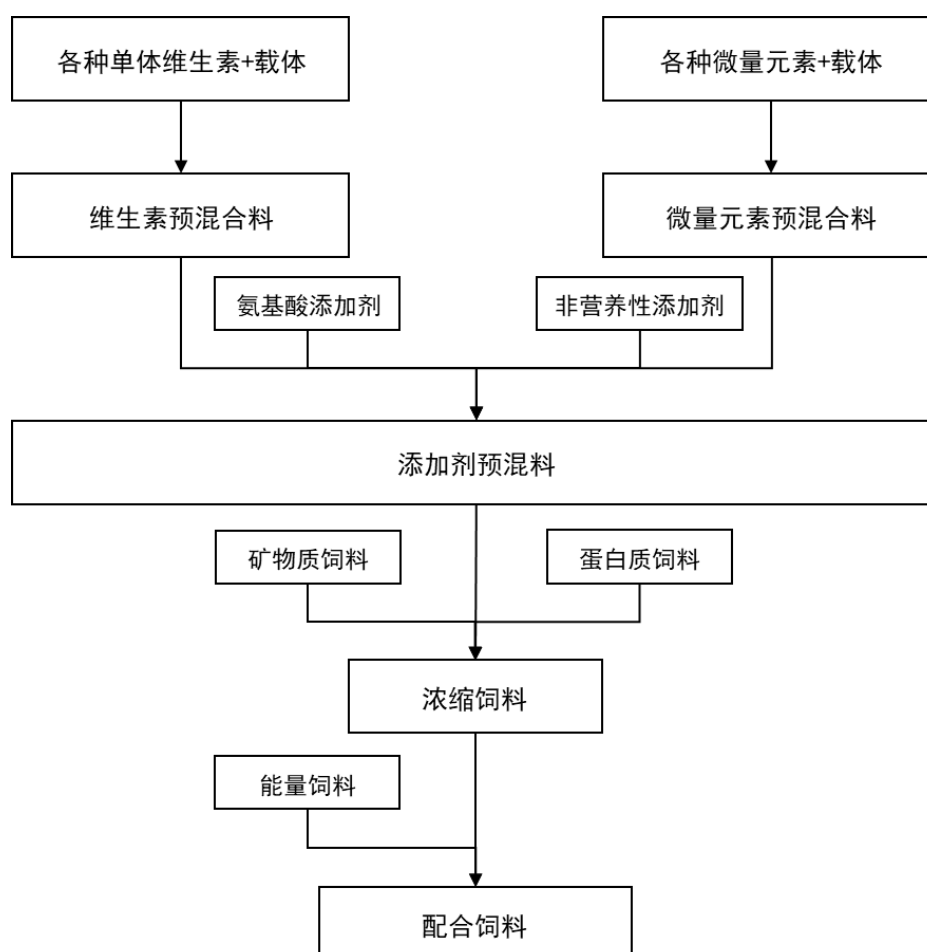 各种单体维生素+载体
各种微量元素+载体
维生素预混合料
微量元素预混合料
氨基酸添加剂
非营养性添加剂
添加剂预混料
矿物质饲料
蛋白质饲料
浓缩饲料
能量饲料
配合饲料